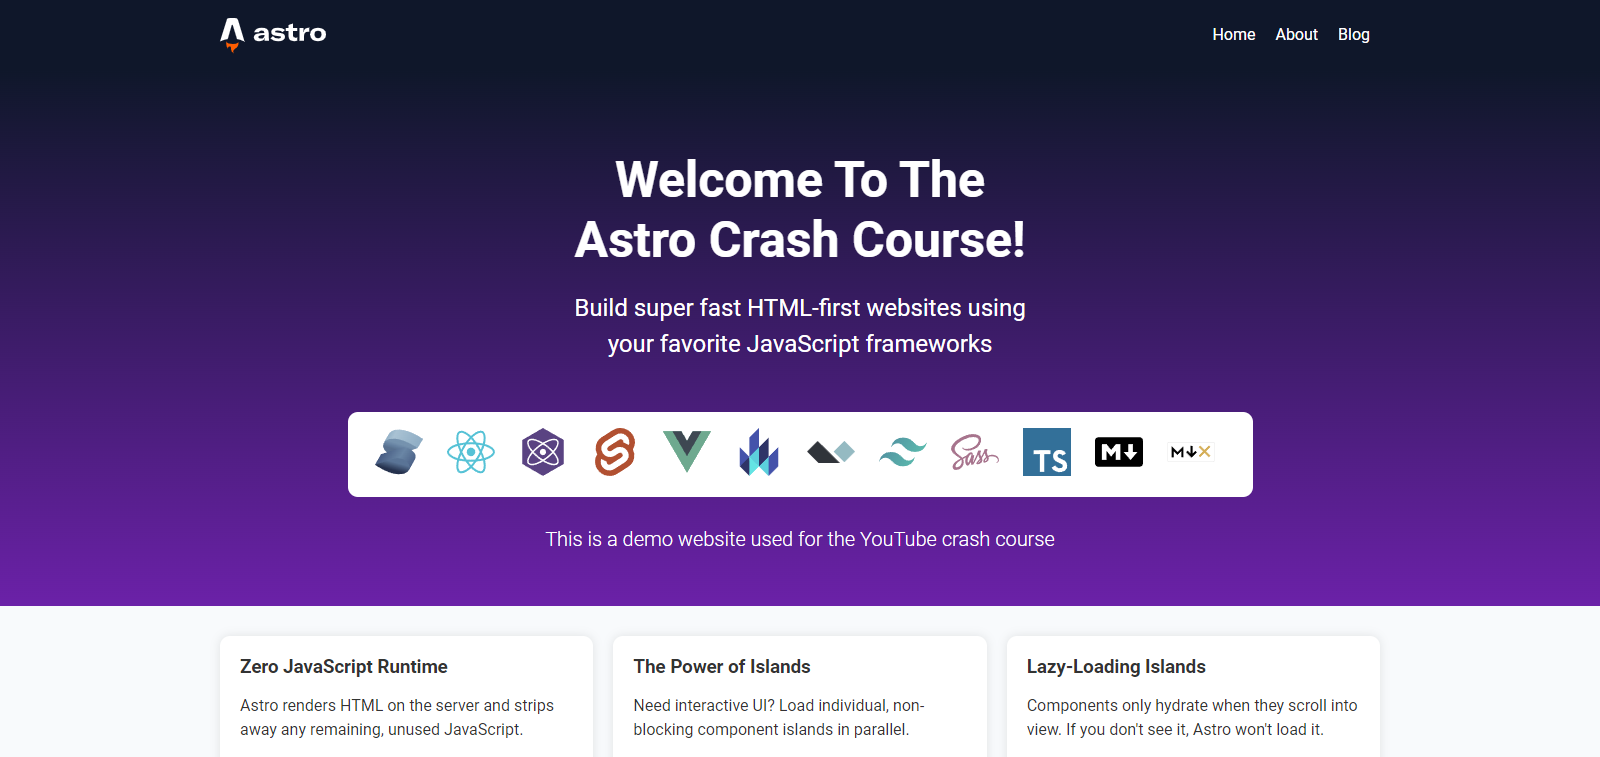 astro
Home About Blog
Welcome To The
Astro Crash Course!
Build super fast HTML-first websites using
your favorite JavaScript frameworks
Sass TS M M
This is a demo website used for the YouTube crash course
Zero JavaScript Runtime
Astro renders HTML on the server and strips
away any remaining, unused JavaScript.
The Power of Islands
Need interactive UI? Load individual, non-
blocking component islands in parallel.
Lazy-Loading Islands
Components only hydrate when they scroll into
view. If you don't see it, Astro won't load it.